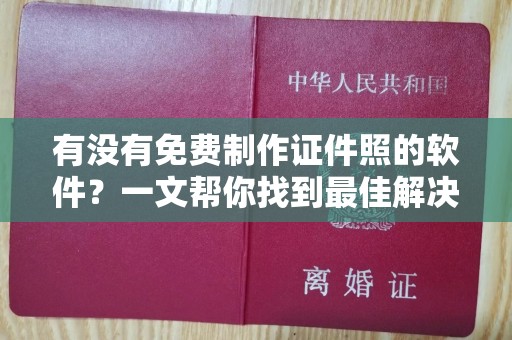 中华人民共和国
有没有免费制作证件照的软
件？一文帮你找到最佳解决
离婚证